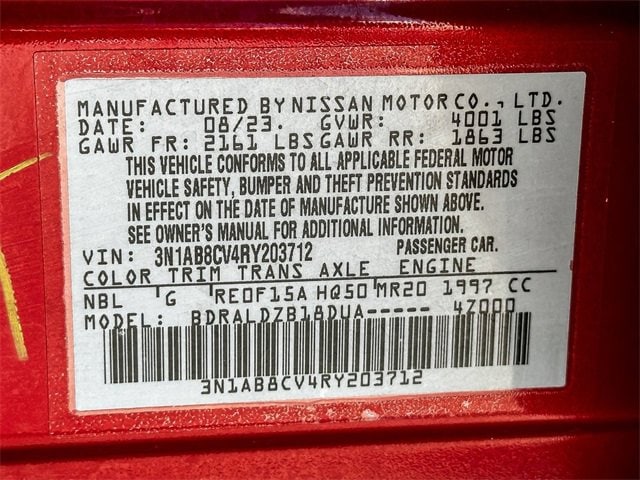 MANUFACTURED BY NISSAN MOTOR CO., LTD.
DATE: 08/23. GVWR: 4001 LBS
GAWR FR: 2161 LBS GAWR RR: 1863 LBS
THIS VEHICLE CONFORMS TO ALL APPLICABLE FEDERAL MOTOR
VEHICLE SAFETY, BUMPER AND THEFT PREVENTION STANDARDS
IN EFFECT ON THE DATE OF MANUFACTURE SHOWN ABOVE.
SEE OWNER'S MANUAL FOR ADDITIONAL INFORMATION.
VIN: 3N1AB8CV4RY203712 PASSENGER CAR.
COLOR TRIM TRANS AXLE ENGINE
NBL G RE0F15A HQ50 MR20 1997 CC
MODEL: BDRALDZB18DUA----- 47000
3N1AB8CV4RY203712